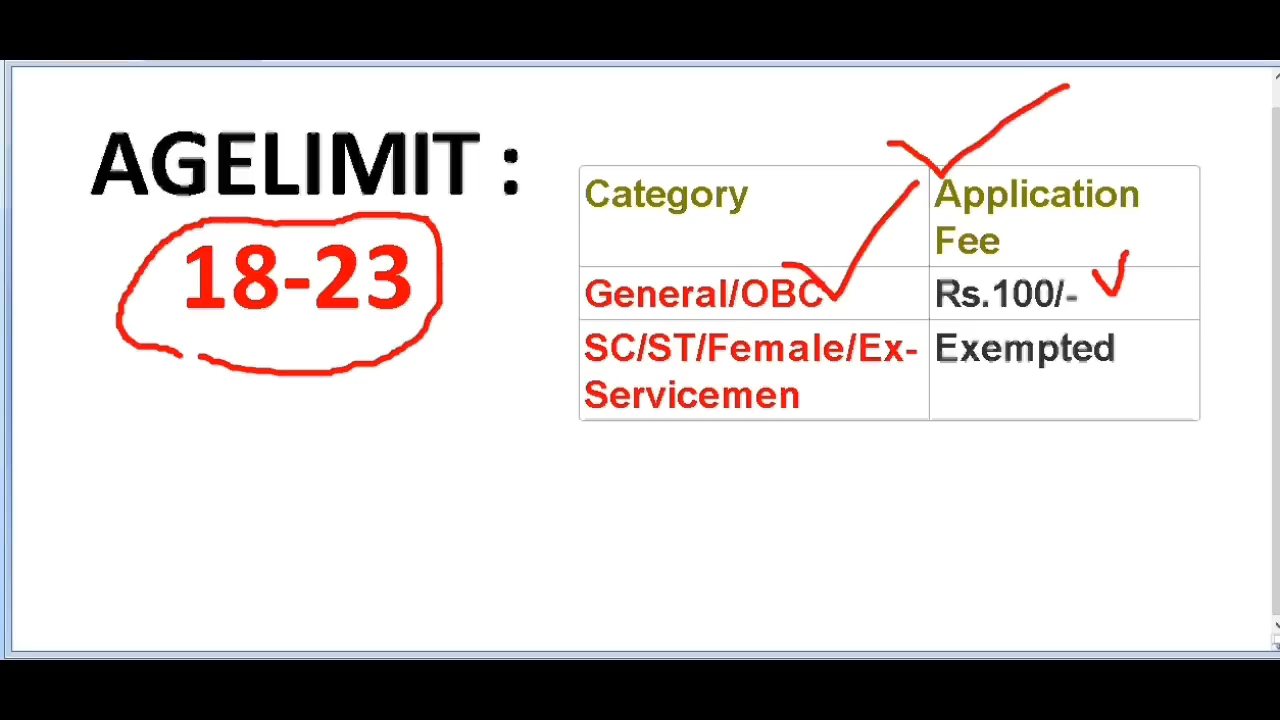 AGELIMIT :
18-23
Category
Application
Fee
General/OBC
Rs.100/-
SC/ST/Female/Ex-
Servicemen
Exempted